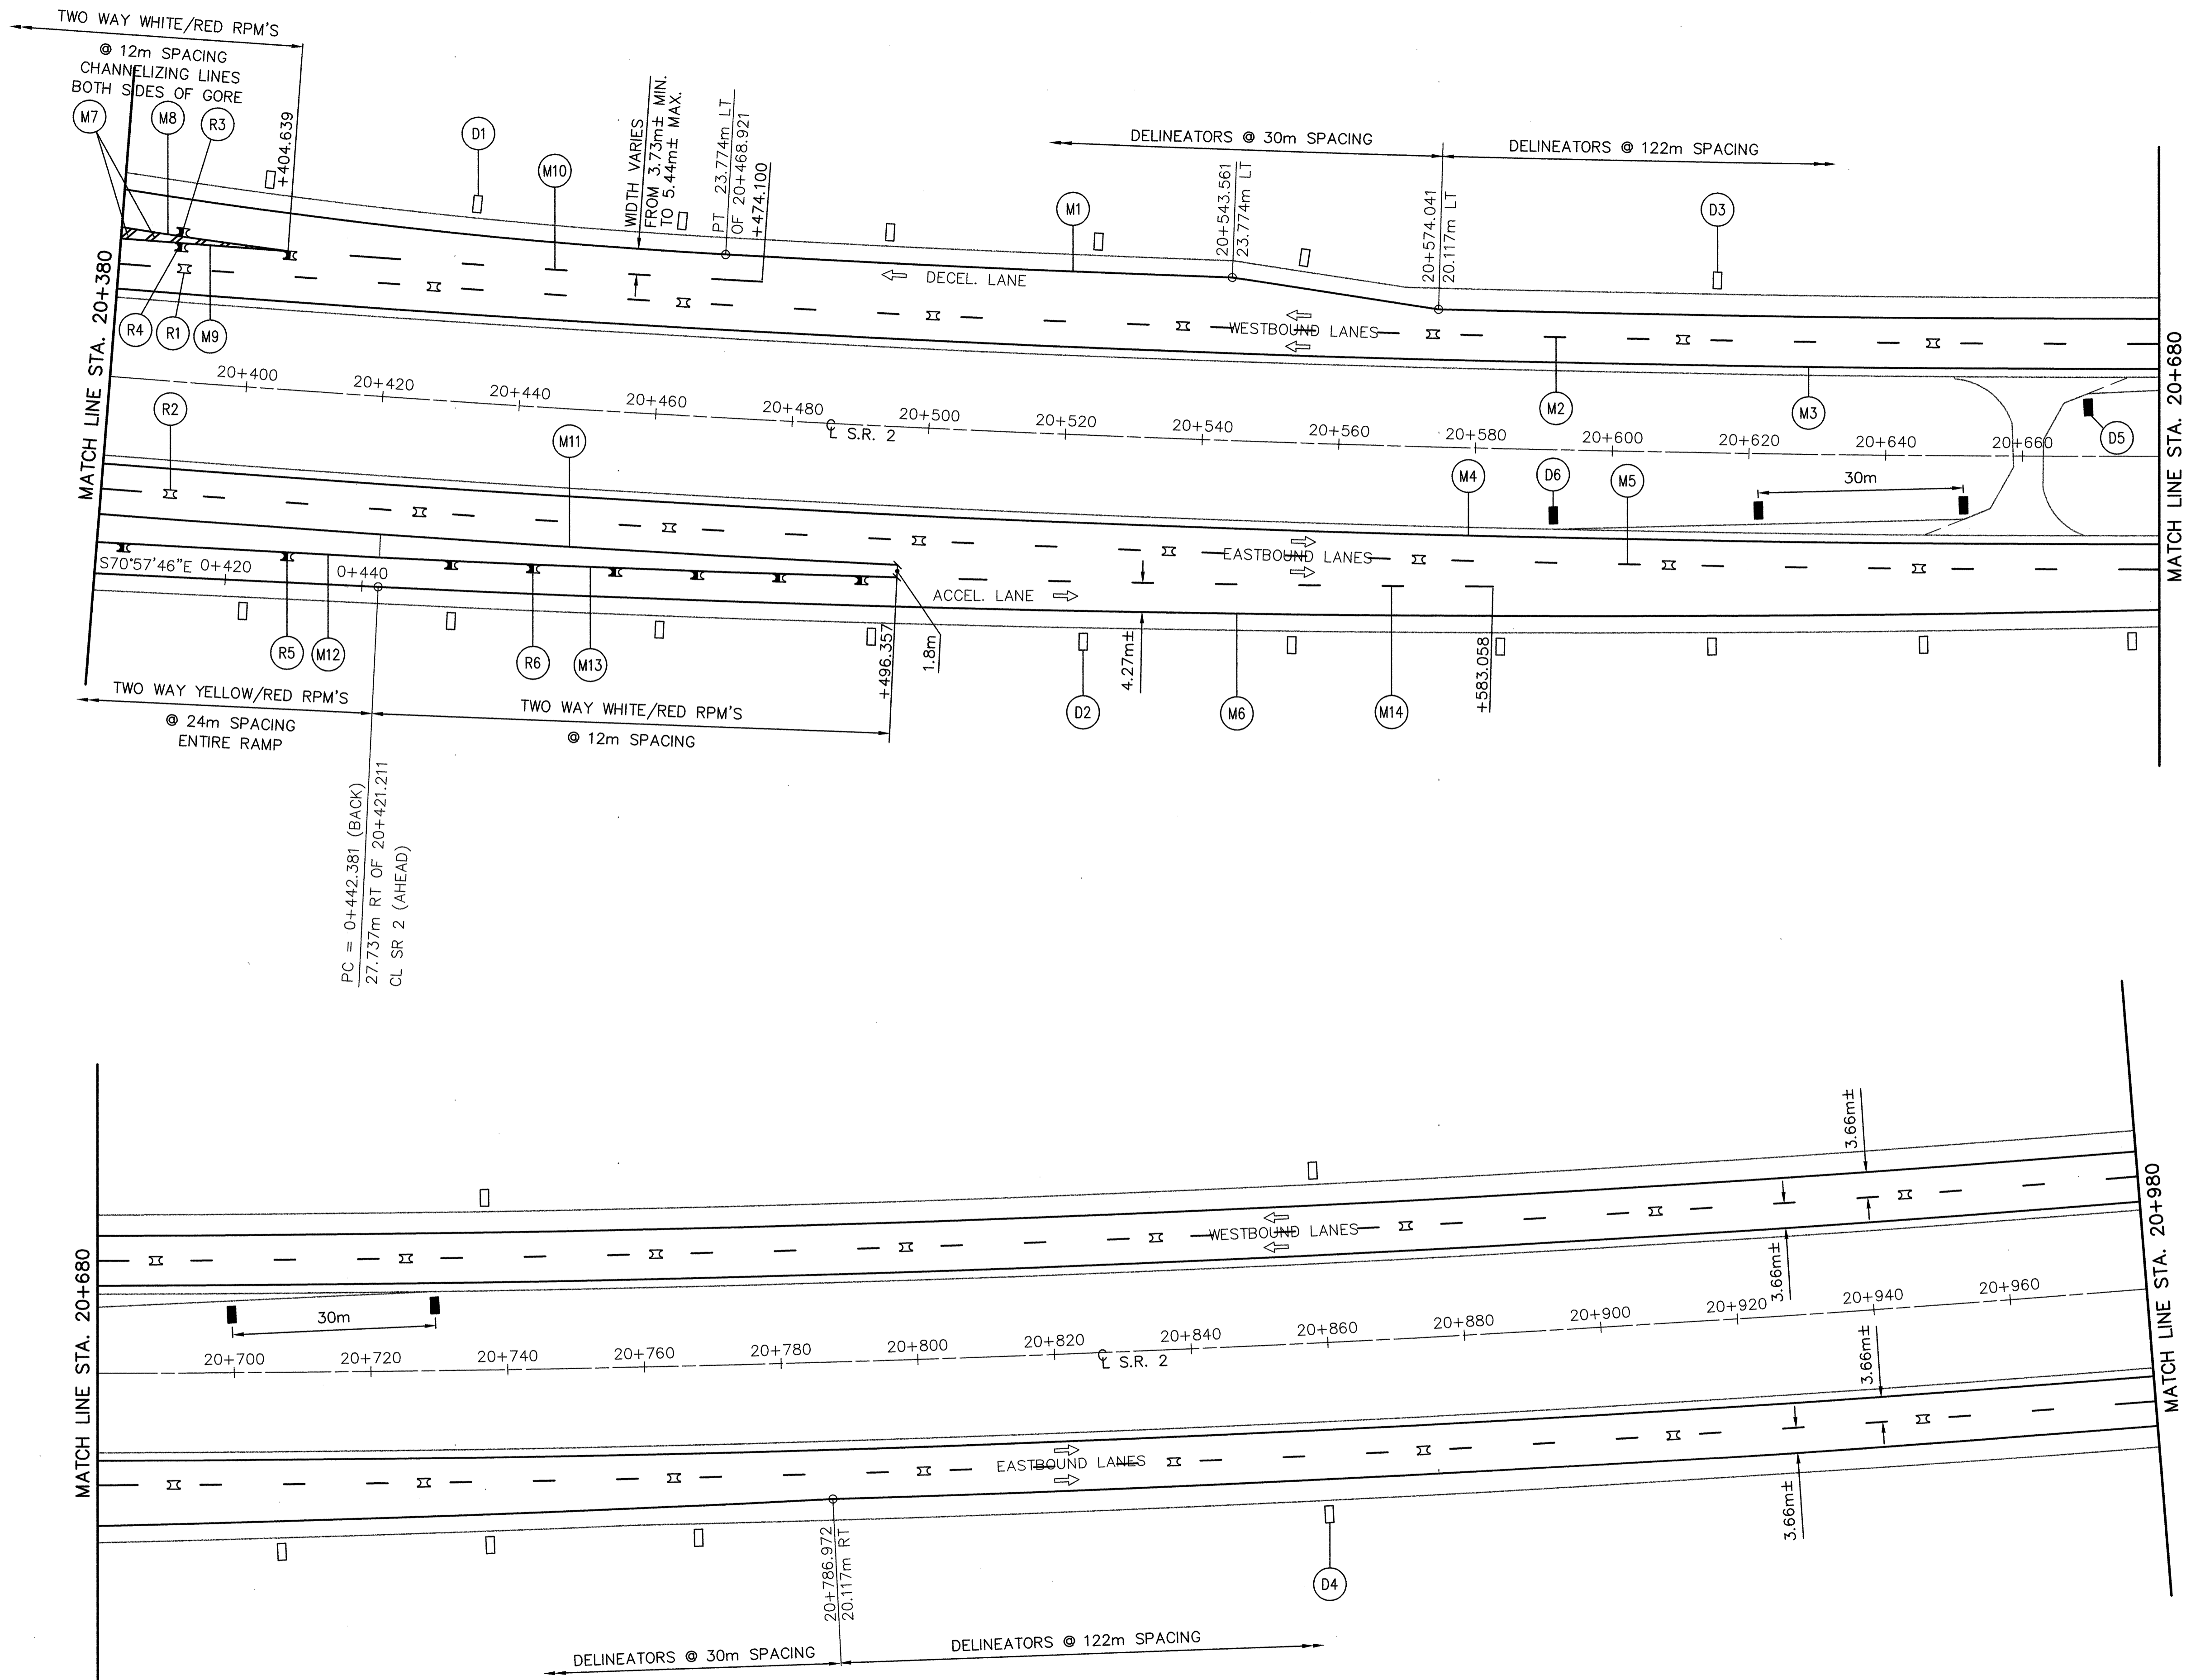 TWO WAY WHITE/RED RPM'S
@ 12m SPACING
CHANNELIZING LINES
BOTH SIDES OF GORE
M7
M8
R3
+404.639
D1
M10
WIDTH VARIES
FROM 3.73m± MIN.
TO 5.44m± MAX.
PT 23.774m LT
OF 20+468.921
+474.100
DELINEATORS @ 30m SPACING
DELINEATORS @ 122m SPACING
M1
20+543.561
23.774m LT
20+574.041
20.117m LT
D3
MATCH LINE STA. 20+380
R4
R1
M9
DECEL. LANE
WESTBOUND LANES
M2
M3
MATCH LINE STA. 20+680
R2
20+400
20+420
20+440
20+460
20+480
20+500
20+520
20+540
20+560
20+580
20+600
20+620
20+640
20+660
℄ S.R. 2
D5
M11
M4
D6
M5
30m
EASTBOUND LANES
S70°57'46"E
0+420
0+440
ACCEL. LANE
R5
M12
R6
M13
+496.357
1.8m
D2
4.27m±
M6
M14
+583.058
TWO WAY YELLOW/RED RPM'S
@ 24m SPACING
ENTIRE RAMP
TWO WAY WHITE/RED RPM'S
@ 12m SPACING
PC = 0+442.381 (BACK)
27.737m RT OF 20+421.211
CL SR 2 (AHEAD)
MATCH LINE STA. 20+680
WESTBOUND LANES
3.66m±
3.66m±
MATCH LINE STA. 20+980
30m
20+700
20+720
20+740
20+760
20+780
20+800
20+820
20+840
20+860
20+880
20+900
20+920
20+940
20+960
℄ S.R. 2
3.66m±
EASTBOUND LANES
3.66m±
20+786.972
20.117m RT
D4
DELINEATORS @ 30m SPACING
DELINEATORS @ 122m SPACING